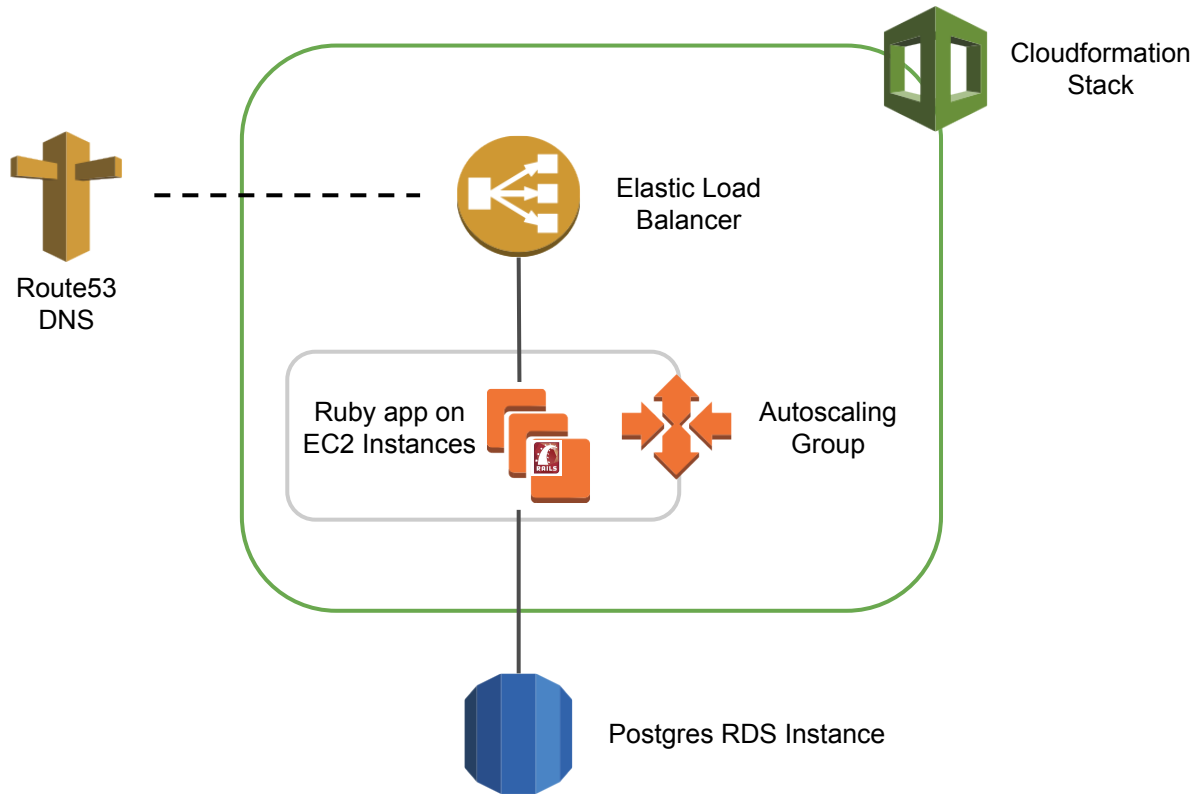 Cloudformation
Stack
Elastic Load
Balancer
Route53
DNS
Ruby app on
EC2 Instances
RAILS
Autoscaling
Group
Postgres RDS Instance